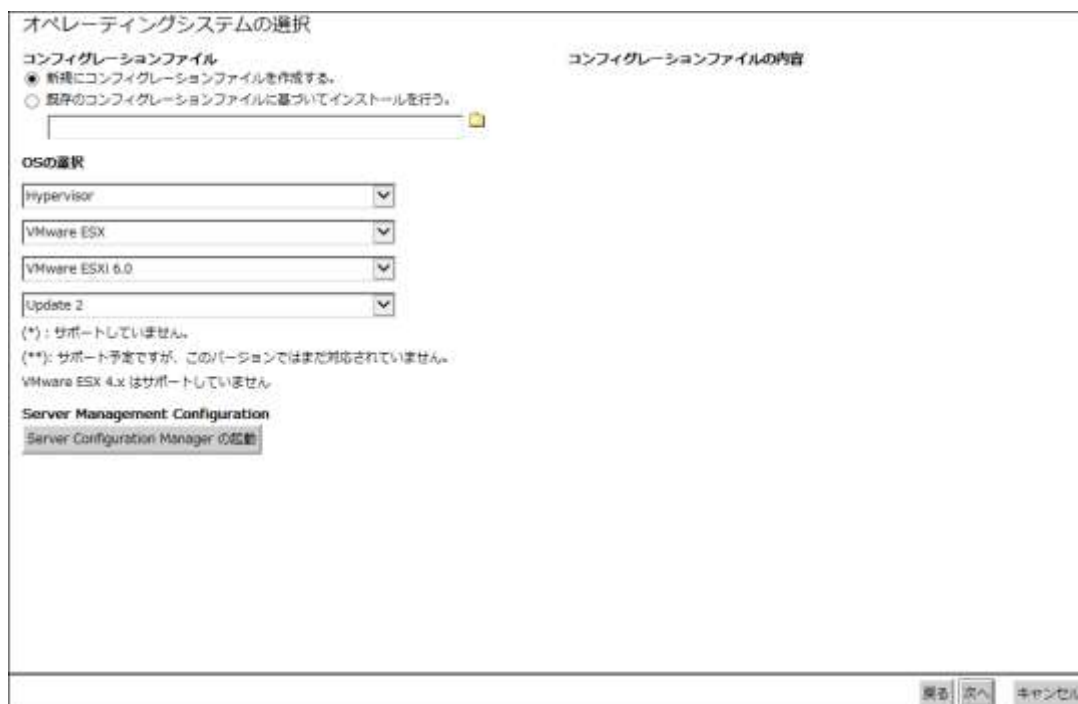 オペレーティングシステムの選択
コンフィグレーションファイル
コンフィグレーションファイルの内容
新規にコンフィグレーションファイルを作成する。
既存のコンフィグレーションファイルに基づいてインストールを行う。
OSの選択
Hypervisor
VMware ESX
VMware ESXi 6.0
Update 2
(*) : サポートしていません。
(**): サポート予定ですが、このバージョンではまだ対応されていません。
VMware ESX 4.x はサポートしていません
Server Management Configuration
Server Configuration Manager の起動
戻る 次へ キャンセル